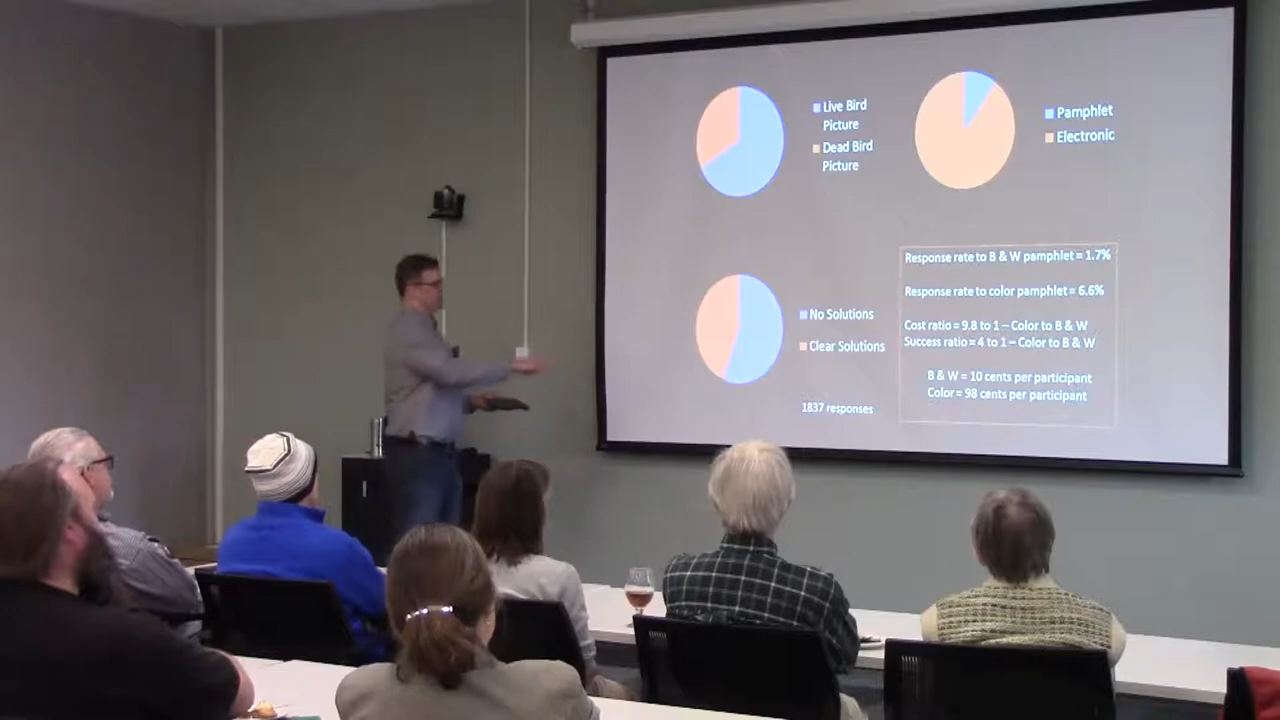 Live Bird
Picture
Dead Bird
Picture
Pamphlet
Electronic
No Solutions
Clear Solutions
1837 responses
Response rate to B & W pamphlet = 1.7%
Response rate to color pamphlet = 6.6%
Cost ratio = 9.8 to 1 – Color to B & W
Success ratio = 4 to 1 – Color to B & W
B & W = 10 cents per participant
Color = 98 cents per participant